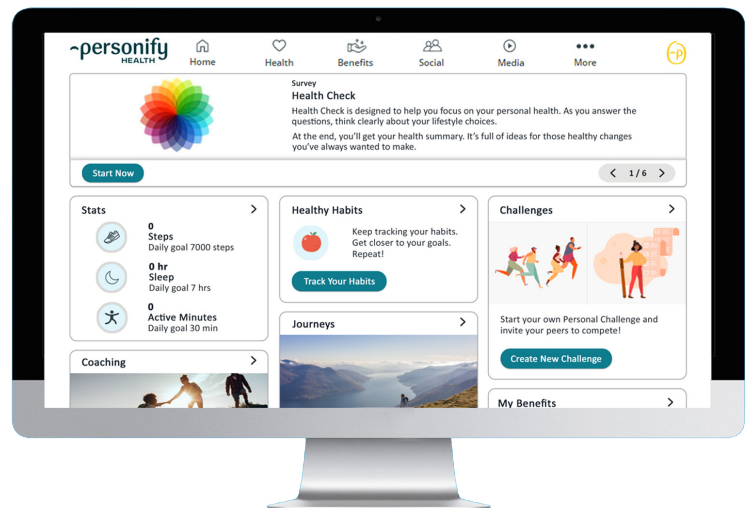 ~personify
HEALTH
Home
Health
Benefits
Social
Media
More
~p
Survey
Health Check
Health Check is designed to help you focus on your personal health. As you answer the
questions, think clearly about your lifestyle choices.
At the end, you'll get your health summary. It's full of ideas for those healthy changes
you've always wanted to make.
Start Now
1 / 6
Stats
0
Steps
Daily goal 7000 steps
0 hr
Sleep
Daily goal 7 hrs
0
Active Minutes
Daily goal 30 min
Healthy Habits
Keep tracking your habits.
Get closer to your goals.
Repeat!
Track Your Habits
Challenges
Start your own Personal Challenge and
invite your peers to compete!
Create New Challenge
Coaching
Journeys
My Benefits